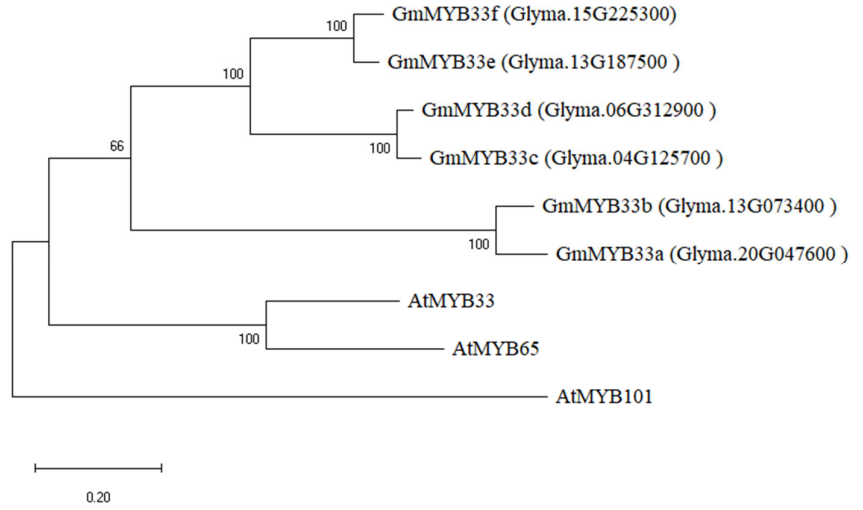 100
GmMYB33f (Glyma.15G225300)
GmMYB33e (Glyma.13G187500 )
100
GmMYB33d (Glyma.06G312900 )
100
GmMYB33c (Glyma.04G125700 )
66
GmMYB33b (Glyma.13G073400 )
100
GmMYB33a (Glyma.20G047600 )
AtMYB33
100
AtMYB65
AtMYB101
0.20